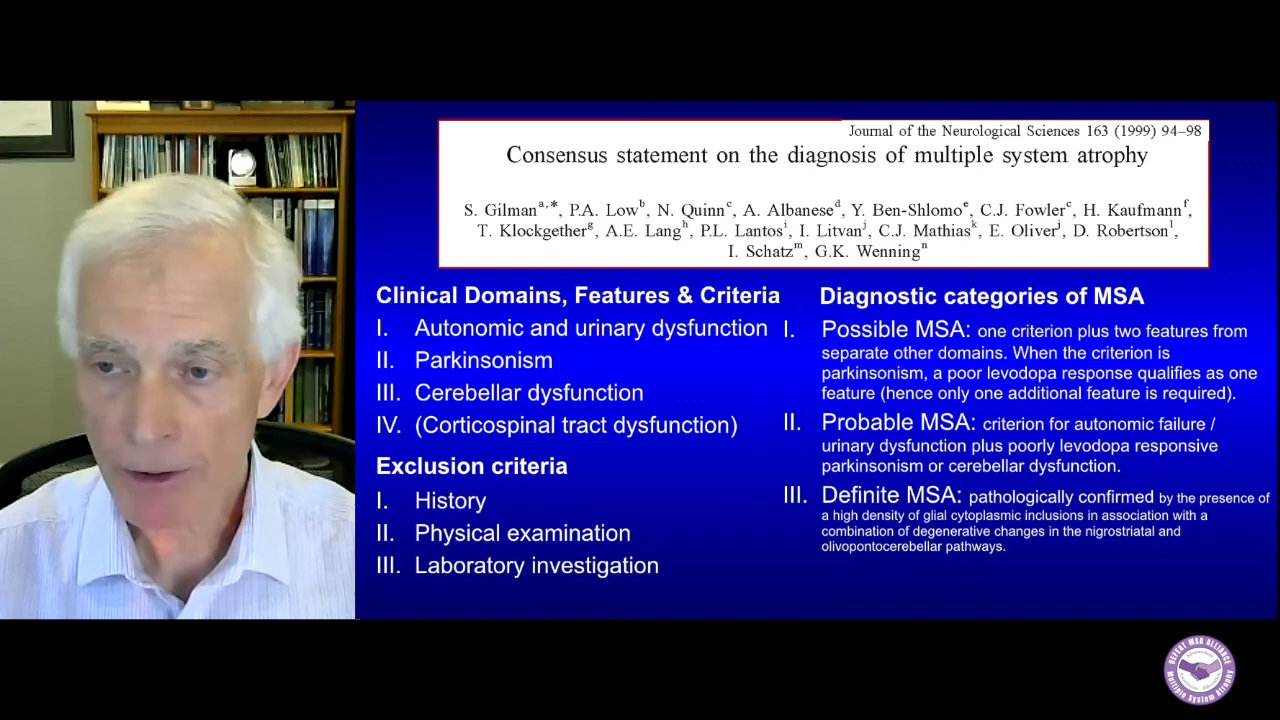 Journal of the Neurological Sciences 163 (1999) 94–98
Consensus statement on the diagnosis of multiple system atrophy
S. Gilman a,*, P.A. Low b, N. Quinn c, A. Albanese d, Y. Ben-Shlomo e, C.J. Fowler c, H. Kaufmann f,
T. Klockgether g, A.E. Lang h, P.L. Lantos i, I. Litvan j, C.J. Mathias k, E. Oliver j, D. Robertson l,
I. Schatz m, G.K. Wenning n
Clinical Domains, Features & Criteria
I. Autonomic and urinary dysfunction
II. Parkinsonism
III. Cerebellar dysfunction
IV. (Corticospinal tract dysfunction)
Exclusion criteria
I. History
II. Physical examination
III. Laboratory investigation
Diagnostic categories of MSA
I. Possible MSA: one criterion plus two features from
separate other domains. When the criterion is
parkinsonism, a poor levodopa response qualifies as one
feature (hence only one additional feature is required).
II. Probable MSA: criterion for autonomic failure /
urinary dysfunction plus poorly levodopa responsive
parkinsonism or cerebellar dysfunction.
III. Definite MSA: pathologically confirmed by the presence of
a high density of glial cytoplasmic inclusions in association with a
combination of degenerative changes in the nigrostriatal and
olivopontocerebellar pathways.
DEFEAT MSA ALLIANCE
Multiple System Atrophy